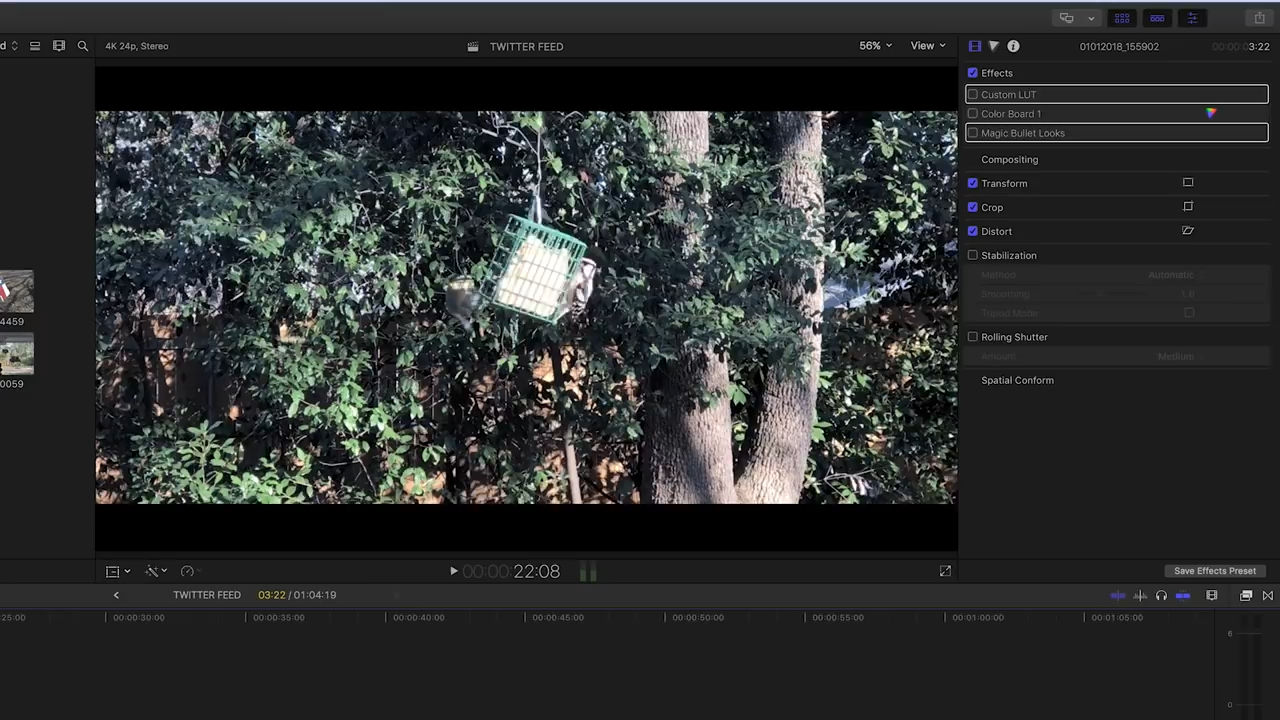 d
4K 24p, Stereo
TWITTER FEED
56%
View
01012018_155902
00:00:03:22
Effects
Custom LUT
Color Board 1
Magic Bullet Looks
Compositing
Transform
Crop
Distort
Stabilization
Method Automatic
Smoothing 1.0
Tripod Mode
Rolling Shutter
Amount Medium
Spatial Conform
4459
0059
00:00:22:08
Save Effects Preset
TWITTER FEED
03:22 / 01:04:19
25:00
00:00:30:00
00:00:35:00
00:00:40:00
00:00:45:00
00:00:50:00
00:00:55:00
00:01:00:00
00:01:05:00
6
0